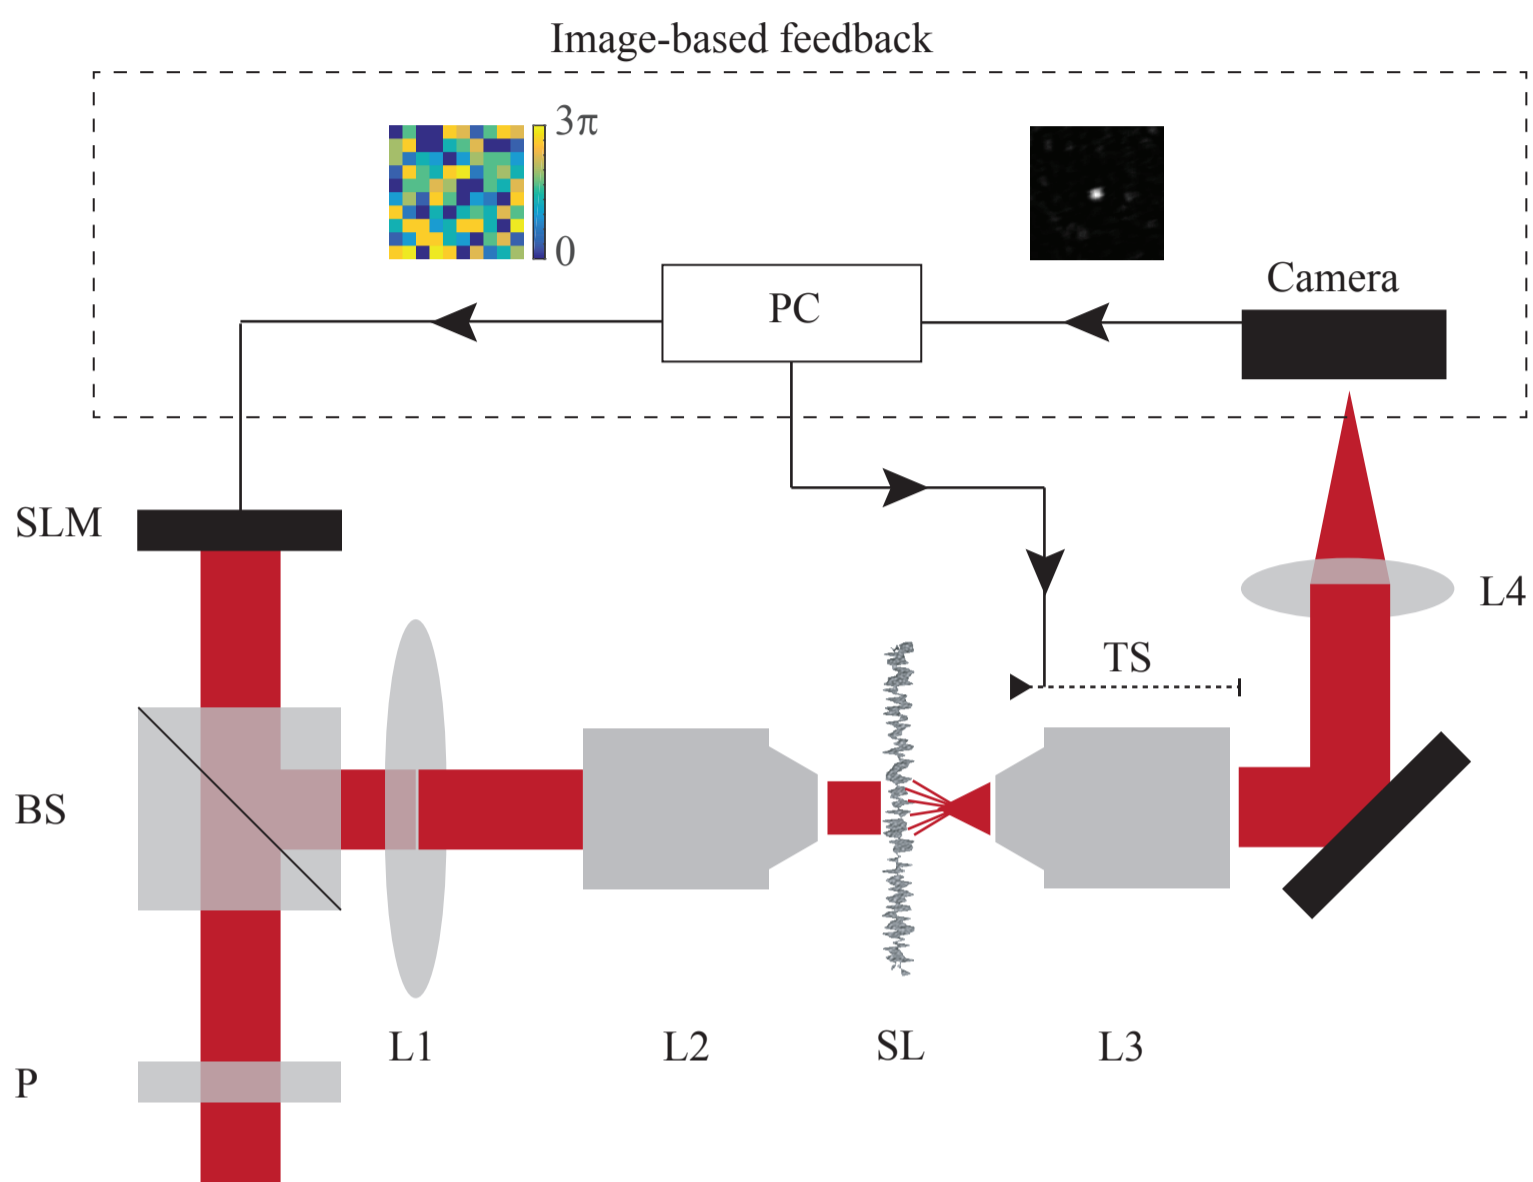 Image-based feedback
3π
0
Camera
PC
SLM
L4
TS
BS
L1
L2
SL
L3
P